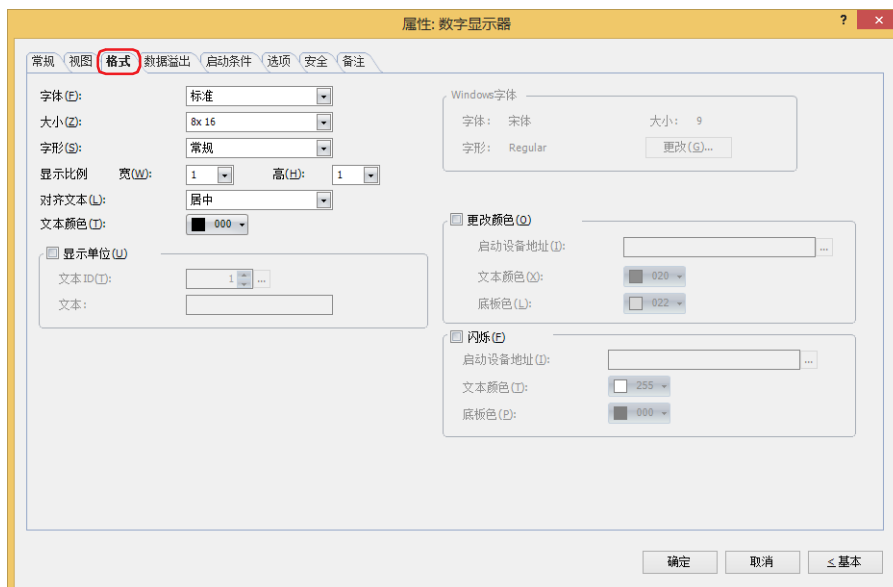 属性: 数字显示器
? ×
常规 视图 格式 数据溢出 启动条件 选项 安全 备注
字体(F): 标准
大小(Z): 8x 16
字形(S): 常规
显示比例 宽(W): 1 高(H): 1
对齐文本(L): 居中
文本颜色(T): 000
显示单位(U)
文本ID(T): 1 ...
文本:
Windows字体
字体: 宋体 大小: 9
字形: Regular 更改(G)...
更改颜色(O)
启动设备地址(I): ...
文本颜色(X): 020
底板色(L): 022
闪烁(F)
启动设备地址(I): ...
文本颜色(T): 255
底板色(P): 080
确定 取消 ≤基本